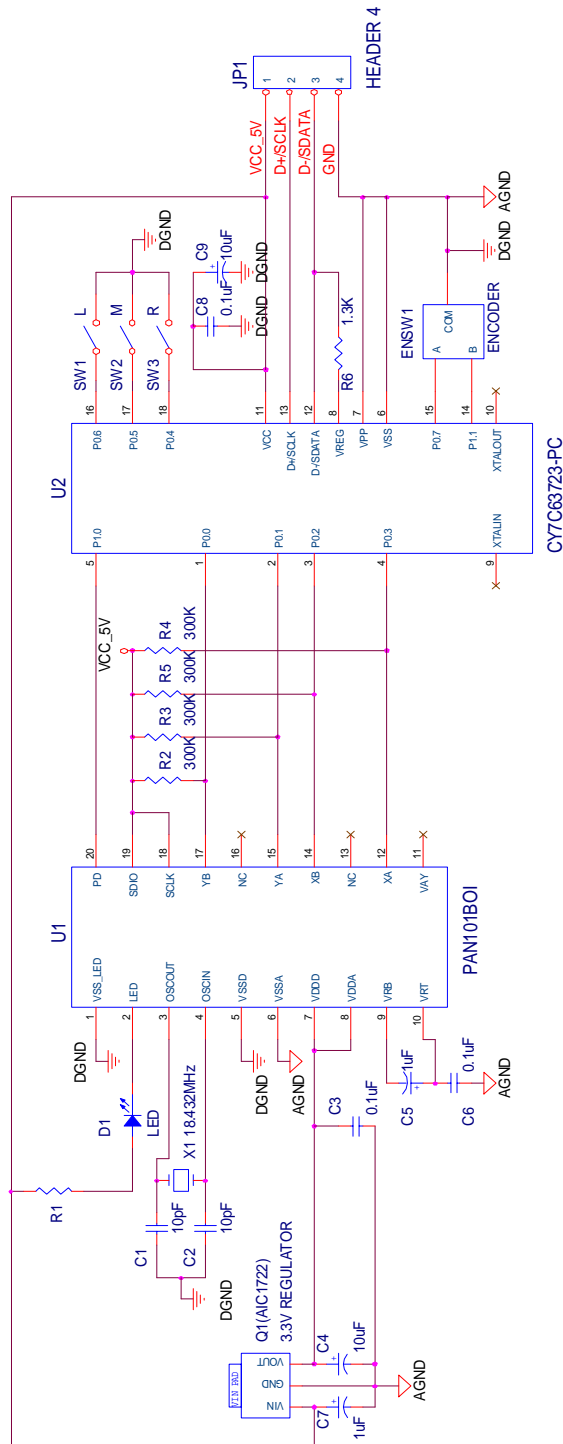 R1
D1
LED
DGND
C1
10pF
C2
10pF
X1 18.432MHz
DGND
Q1(AIC1722)
3.3V REGULATOR
VIN PAD
VIN
GND
VOUT
C7
1uF
C4
10uF
AGND
C3
0.1uF
DGND
AGND
C5
1uF
C6
0.1uF
AGND
U1
PAN101BOI
1 VSS_LED
2 LED
3 OSCOUT
4 OSCIN
5 VSSD
6 VSSA
7 VDDD
8 VDDA
9 VRB
10 VRT
PD 20
SDIO 19
SCLK 18
YB 17
NC 16
YA 15
XB 14
NC 13
XA 12
VAY 11
VCC_5V
R2
300K
R3
300K
R5
300K
R4
300K
U2
CY7C63723-PC
5 P1.0
1 P0.0
2 P0.1
3 P0.2
4 P0.3
9 XTALIN
P0.6 16
P0.5 17
P0.4 18
VCC 11
D+/SCLK 13
D-/SDATA 12
VREG 8
VPP 7
VSS 6
P0.7 15
P1.1 14
XTALOUT 10
SW1
L
SW2
M
SW3
R
DGND
C8
0.1uF
C9
10uF
DGND
DGND
R6
1.3K
ENSW1
A
B
COM
ENCODER
DGND
AGND
VCC_5V
D+/SCLK
D-/SDATA
GND
JP1
1
2
3
4
HEADER 4